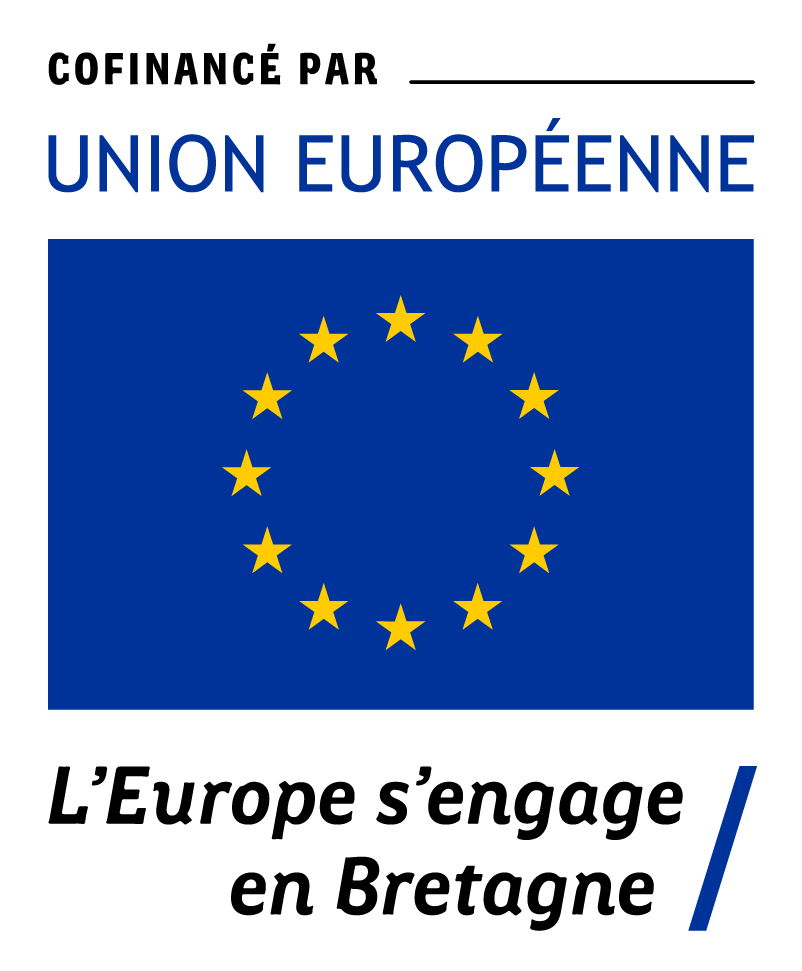 COFINANCÉ PAR
UNION EUROPÉENNE
L’Europe s’engage
en Bretagne